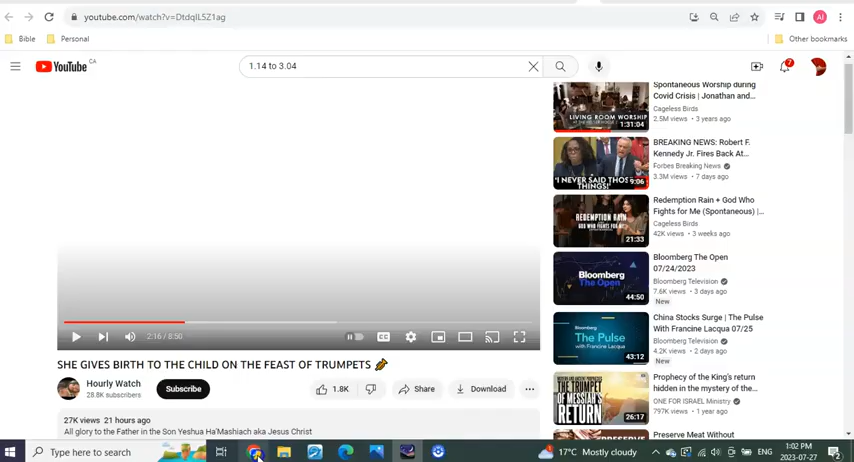 youtube.com/watch?v=DtdqlL5Z1ag
AI
Bible
Personal
Other bookmarks
YouTube CA
1.14 to 3.04
7
Spontaneous Worship during
Covid Crisis | Jonathan and...
Cageless Birds
2.5M views • 3 years ago
LIVING ROOM WORSHIP
1:31:04
BREAKING NEWS: Robert F.
Kennedy Jr. Fires Back At...
Forbes Breaking News
3.3M views • 7 days ago
'I NEVER SAID THOSE
THINGS!'
9:06
Redemption Rain + God Who
Fights for Me (Spontaneous) |...
Cageless Birds
42K views • 3 weeks ago
REDEMPTION RAIN
GOD WHO FIGHTS FOR ME
21:33
Bloomberg The Open
07/24/2023
Bloomberg Television
7.6K views • 3 days ago
New
Bloomberg
The Open
44:50
China Stocks Surge | The Pulse
With Francine Lacqua 07/25
Bloomberg Television
4.2K views • 2 days ago
New
The Pulse
43:12
Prophecy of the King's return
hidden in the mystery of the...
ONE FOR ISRAEL Ministry
797K views • 1 year ago
THE TRUMPET
OF MESSIAH'S
RETURN
26:17
Preserve Meat Without
2:16 / 8:50
CC
SHE GIVES BIRTH TO THE CHILD ON THE FEAST OF TRUMPETS
Hourly Watch
28.8K subscribers
Subscribe
1.8K
Share
Download
27K views 21 hours ago
All glory to the Father in the Son Yeshua Ha'Mashiach aka Jesus Christ
Type here to search
17°C Mostly cloudy
ENG
1:02 PM
2023-07-27
2